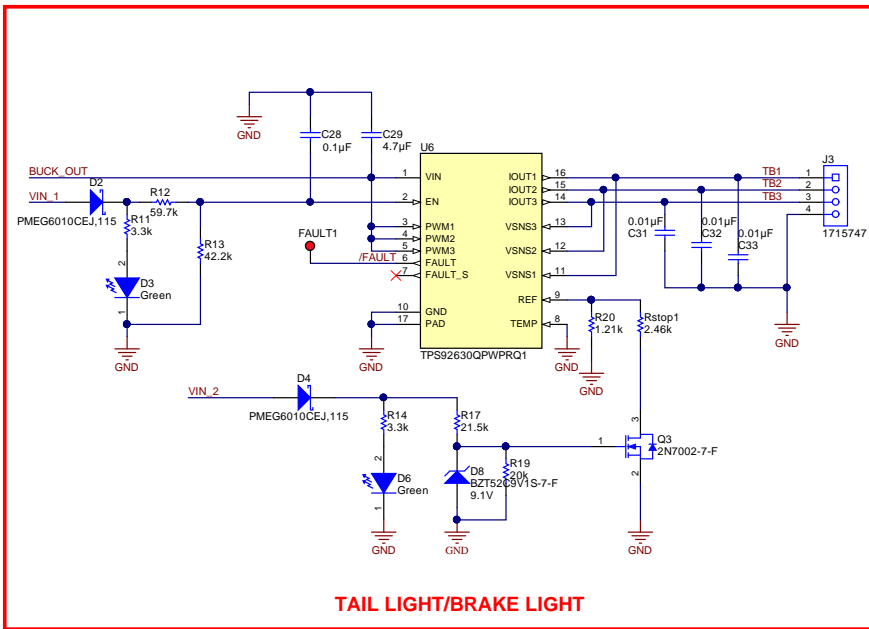 GND
C28
0.1µF
C29
4.7µF
U6
BUCK_OUT
VIN_1
D2
PMEG6010CEJ,115
R12
59.7k
R11
3.3k
R13
42.2k
D3
Green
2
1
GND
FAULT1
/FAULT
1 VIN
2 EN
3 PWM1
4 PWM2
5 PWM3
6 FAULT
7 FAULT_S
10 GND
17 PAD
IOUT1 16
IOUT2 15
IOUT3 14
VSNS3 13
VSNS2 12
VSNS1 11
REF 9
TEMP 8
TPS92630QPWPRQ1
GND
GND
TB1
TB2
TB3
J3
1
2
3
4
1715747
0.01µF
C31
0.01µF
C32
0.01µF
C33
GND
R20
1.21k
GND
Rstop1
2.46k
VIN_2
D4
PMEG6010CEJ,115
R14
3.3k
2
D6
Green
1
GND
R17
21.5k
D8
BZT52C9V1S-7-F
9.1V
GND
R19
20k
1
3
Q3
2N7002-7-F
2
GND
TAIL LIGHT/BRAKE LIGHT